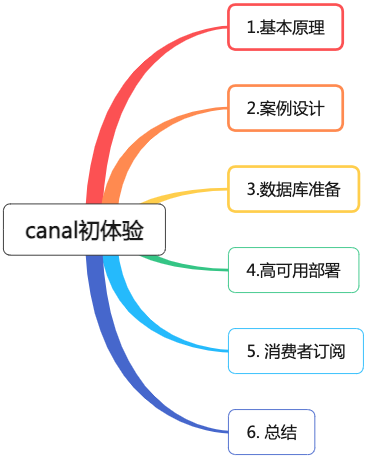 canal初体验
1.基本原理
2.案例设计
3.数据库准备
4.高可用部署
5. 消费者订阅
6. 总结